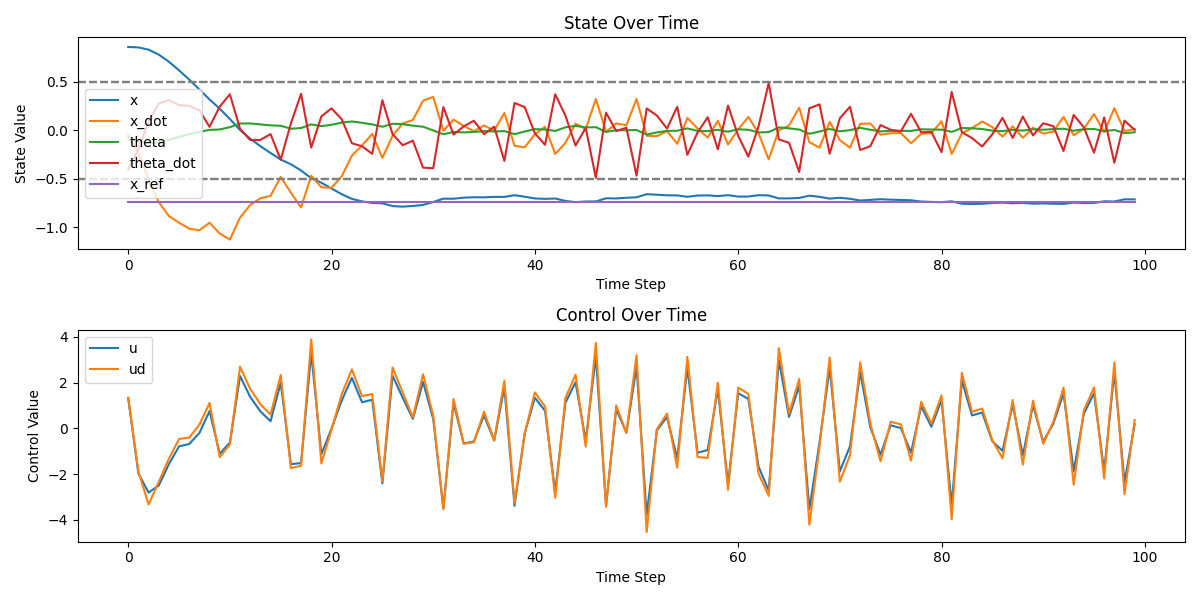 State Over Time
State Value
0.5
0.0
−0.5
−1.0
x
x_dot
theta
theta_dot
x_ref
0 20 40 60 80 100
Time Step
Control Over Time
Control Value
4
2
0
−2
−4
u
ud
0 20 40 60 80 100
Time Step